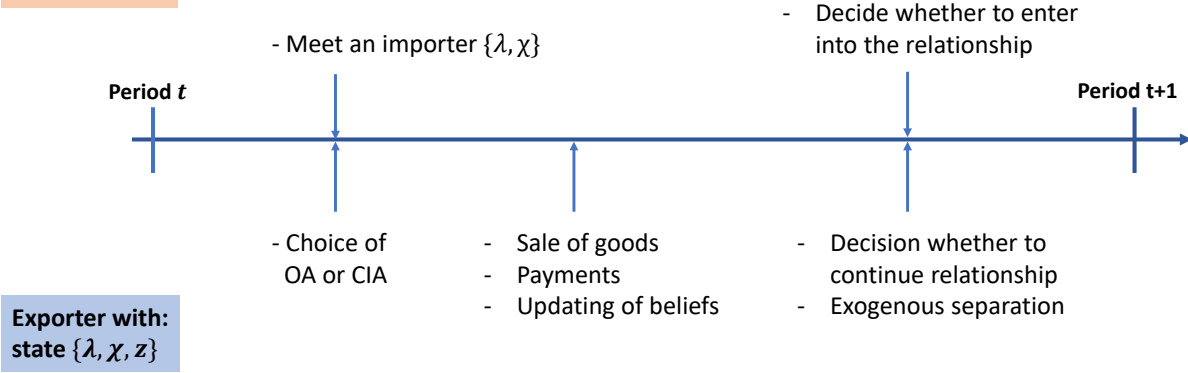 - Decide whether to enter
into the relationship
- Meet an importer {λ, χ}
Period t
Period t+1
- Choice of
OA or CIA
- Sale of goods
- Payments
- Updating of beliefs
- Decision whether to
continue relationship
- Exogenous separation
Exporter with:
state {λ, χ, z}